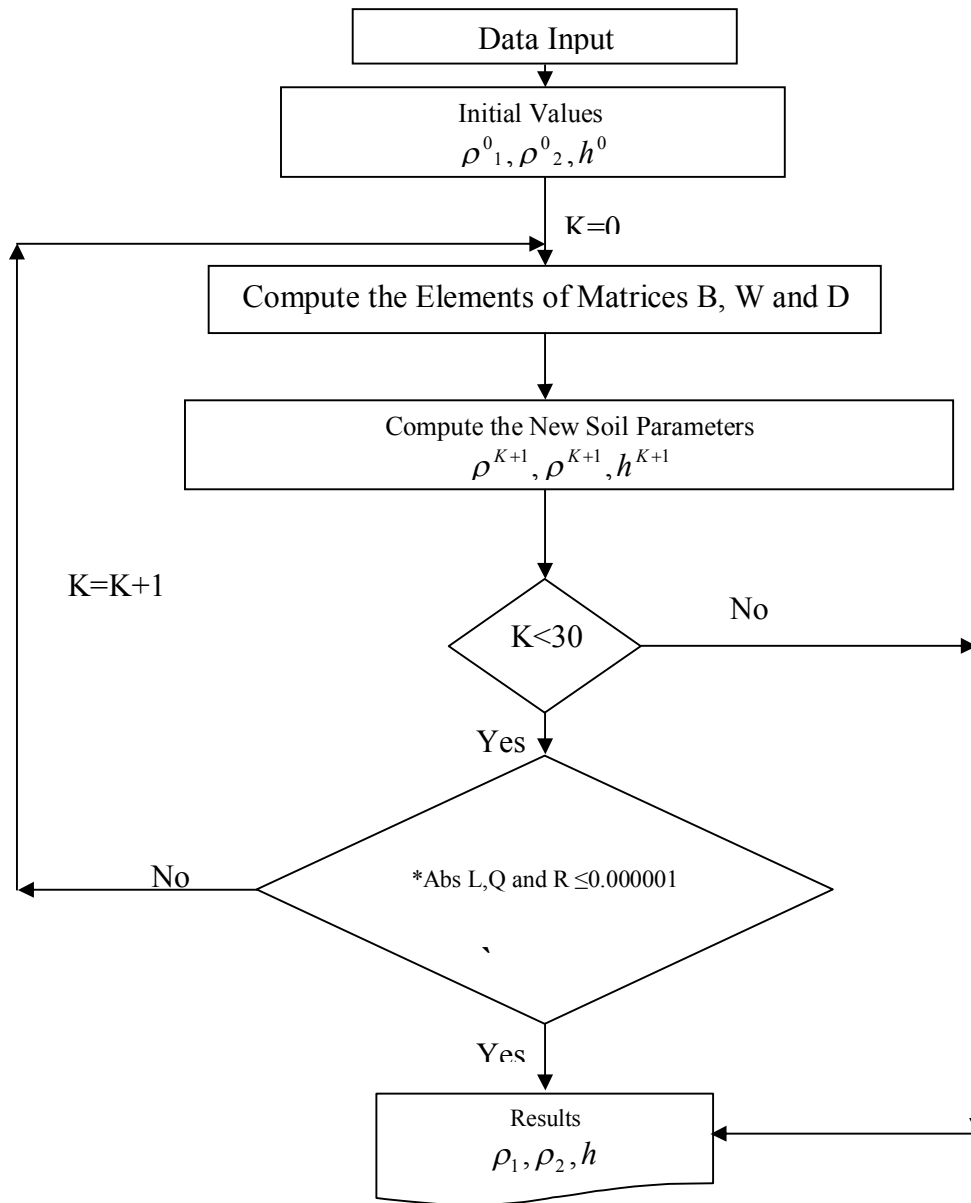 Data Input
Initial Values
ρ⁰₁, ρ⁰₂, h⁰
K=0
Compute the Elements of Matrices B, W and D
Compute the New Soil Parameters
ρ^{K+1}, ρ^{K+1}, h^{K+1}
K=K+1
K<30
No
Yes
No
*Abs L,Q and R ≤0.000001
`
Yes
Results
ρ₁, ρ₂, h